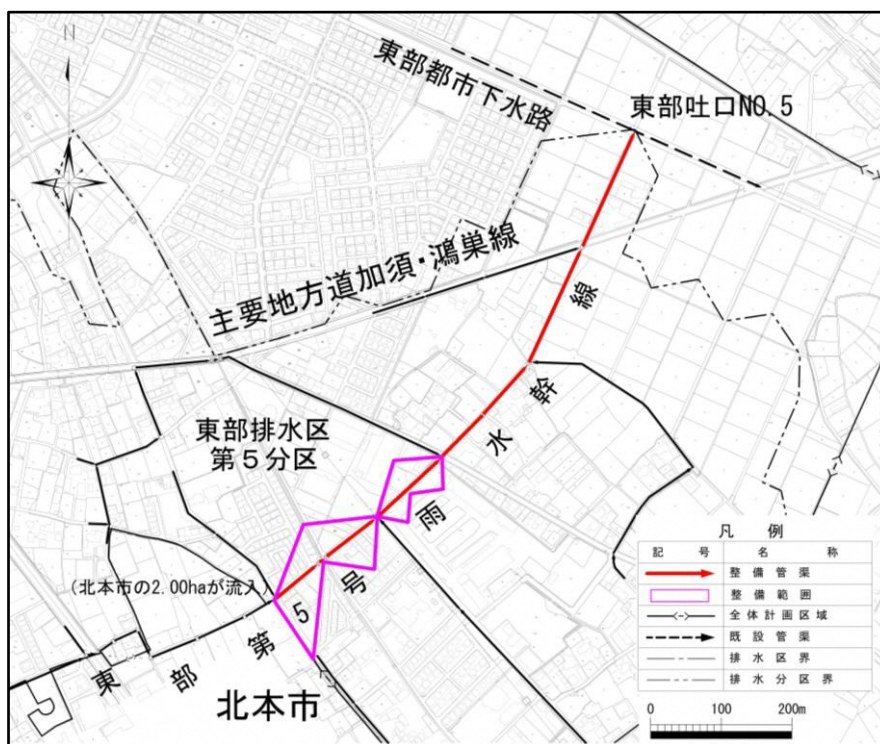 N
東部都市下水路
東部吐口NO.5
主要地方道加須・鴻巣線
東部排水区
第5分区
(北本市の2.00haが流入)
東部第5号雨水幹線
北本市
凡　例
記　号　名　称
整備管渠
整備範囲
全体計画区域
既設管渠
排水区界
排水分区界
0　100　200m